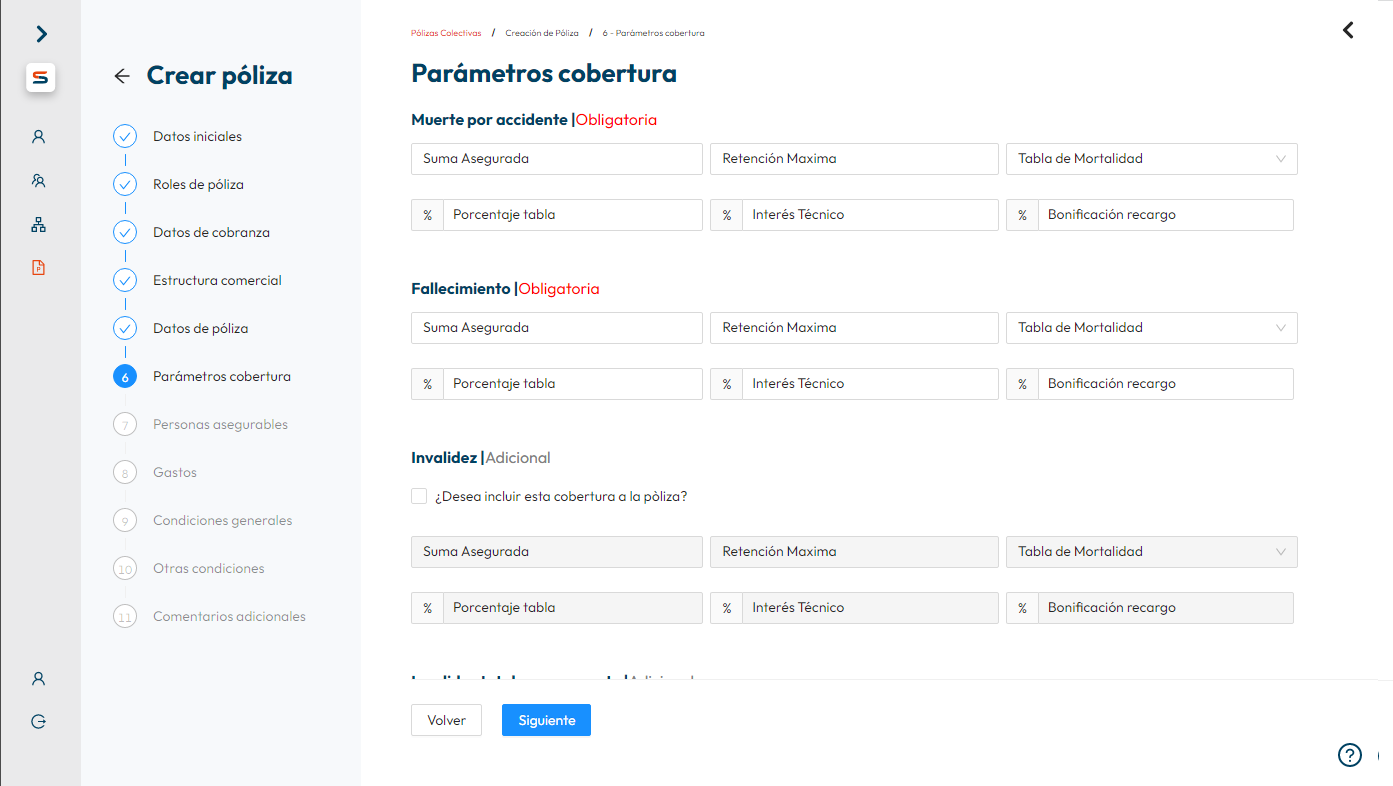 Pólizas Colectivas / Creación de Póliza / 6 - Parámetros cobertura
Crear póliza
Datos iniciales
Roles de póliza
Datos de cobranza
Estructura comercial
Datos de póliza
6 Parámetros cobertura
7 Personas asegurables
8 Gastos
9 Condiciones generales
10 Otras condiciones
11 Comentarios adicionales
Parámetros cobertura
Muerte por accidente |Obligatoria
Suma Asegurada Retención Maxima Tabla de Mortalidad
% Porcentaje tabla % Interés Técnico % Bonificación recargo
Fallecimiento |Obligatoria
Suma Asegurada Retención Maxima Tabla de Mortalidad
% Porcentaje tabla % Interés Técnico % Bonificación recargo
Invalidez |Adicional
¿Desea incluir esta cobertura a la pòliza?
Suma Asegurada Retención Maxima Tabla de Mortalidad
% Porcentaje tabla % Interés Técnico % Bonificación recargo
Volver Siguiente